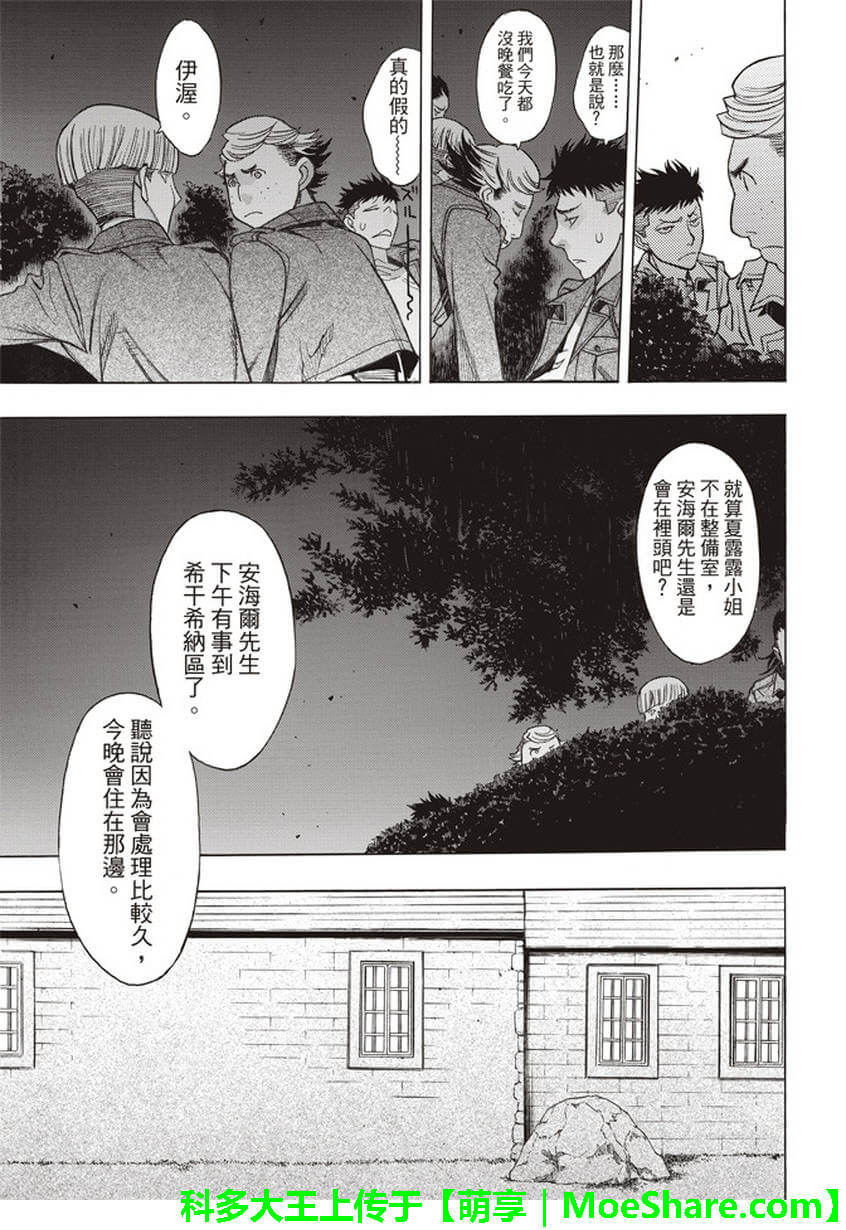 那麼……
也就是說?
我們今天都
沒晚餐吃了。
真的假的〜〜〜
ズルー
伊渥。
就算夏露露小姐
不在整備室，
安海爾先生還是
會在裡頭吧?
安海爾先生
下午有事到
希干希納區了。
聽說因為會處理比較久，
今晚會住在那邊。
科多大王上传于【萌享｜MoeShare.com】